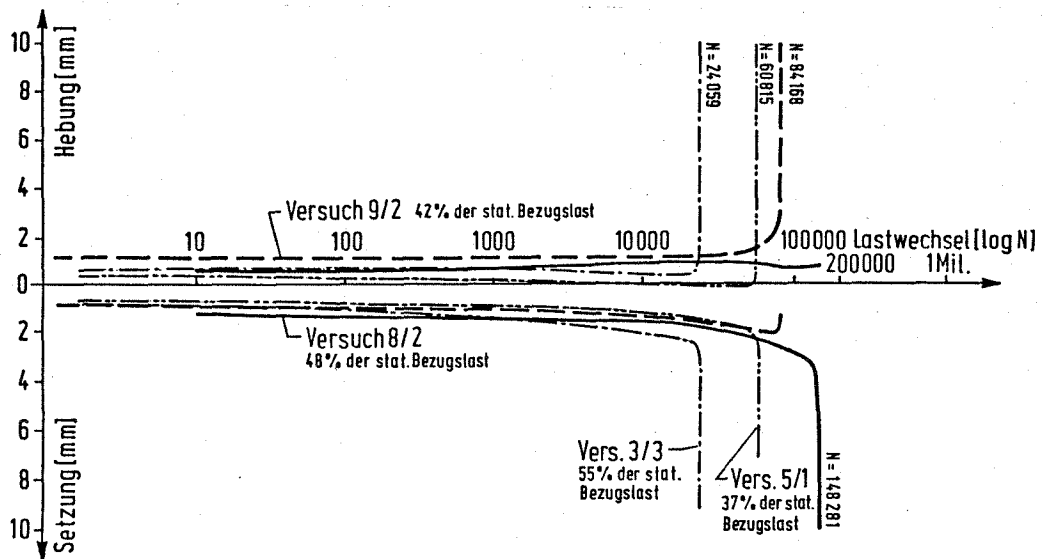 Hebung [mm]
10
8
6
4
2
0
2
4
6
8
10
Setzung [mm]
N=24059
N=60815
N=84168
Versuch 9/2 42% der stat. Bezugslast
10 100 1000 10000 100000 Lastwechsel [log N]
200000 1Mil.
Versuch 8/2
48% der stat. Bezugslast
Vers. 3/3
55% der stat.
Bezugslast
Vers. 5/1
37% der stat.
Bezugslast
N=148281